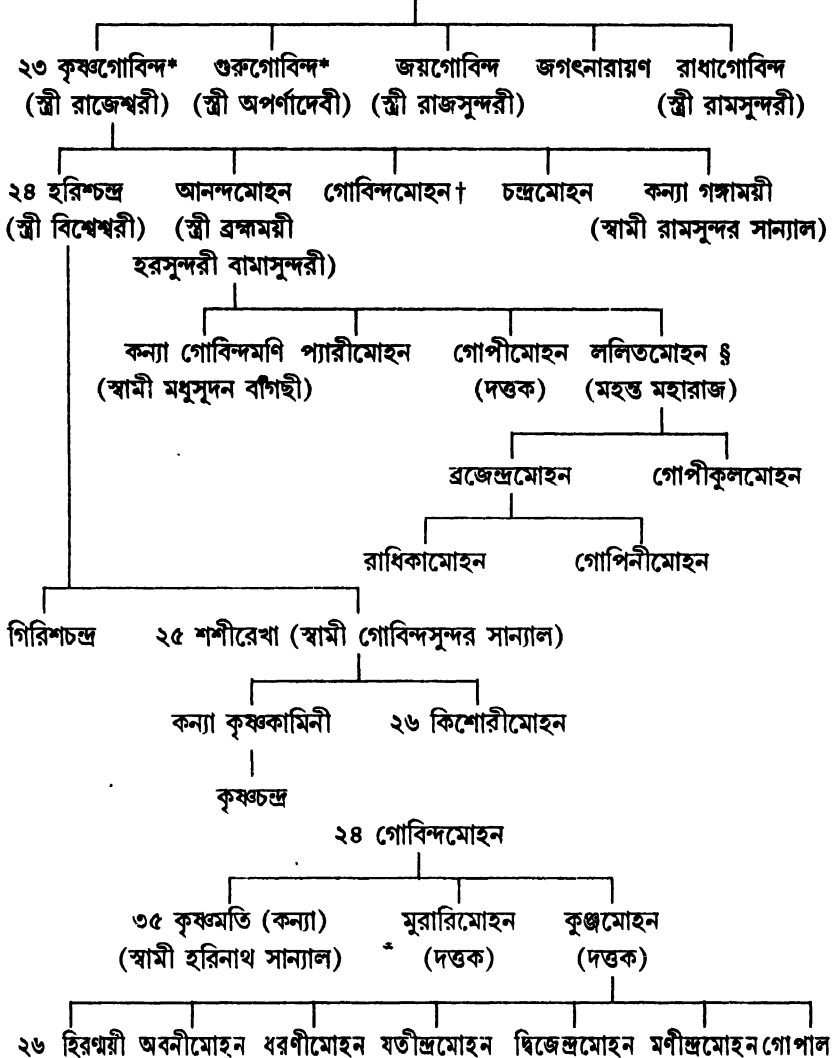 ২৩ কৃষ্ণগোবিন্দ* গুরুগোবিন্দ* জয়গোবিন্দ জগৎনারায়ণ রাধাগোবিন্দ
(স্ত্রী রাজেশ্বরী) (স্ত্রী অপর্ণাদেবী) (স্ত্রী রাজসুন্দরী) (স্ত্রী রামসুন্দরী)
২৪ হরিশ্চন্দ্র আনন্দমোহন গোবিন্দমোহন† চন্দ্রমোহন কন্যা গঙ্গাময়ী
(স্ত্রী বিশ্বেশ্বরী) (স্ত্রী ব্রহ্মময়ী (স্বামী রামসুন্দর সান্যাল)
হরসুন্দরী বামাসুন্দরী)
কন্যা গোবিন্দমণি প্যারীমোহন গোপীমোহন ললিতমোহন §
(স্বামী মধুসূদন বাগছী) (দত্তক) (মহন্ত মহারাজ)
ব্রজেন্দ্রমোহন গোপীকুলমোহন
রাধিকামোহন গোপিনীমোহন
গিরিশচন্দ্র ২৫ শশীরেখা (স্বামী গোবিন্দসুন্দর সান্যাল)
কন্যা কৃষ্ণকামিনী ২৬ কিশোরীমোহন
কৃষ্ণচন্দ্র
২৪ গোবিন্দমোহন
৩৫ কৃষ্ণমতি (কন্যা) মুরারিমোহন কুঞ্জমোহন
(স্বামী হরিনাথ সান্যাল) (দত্তক) (দত্তক)
২৬ হিরণ্ময়ী অবনীমোহন ধরণীমোহন যতীন্দ্রমোহন দ্বিজেন্দ্রমোহন মণীন্দ্রমোহন গোপাল